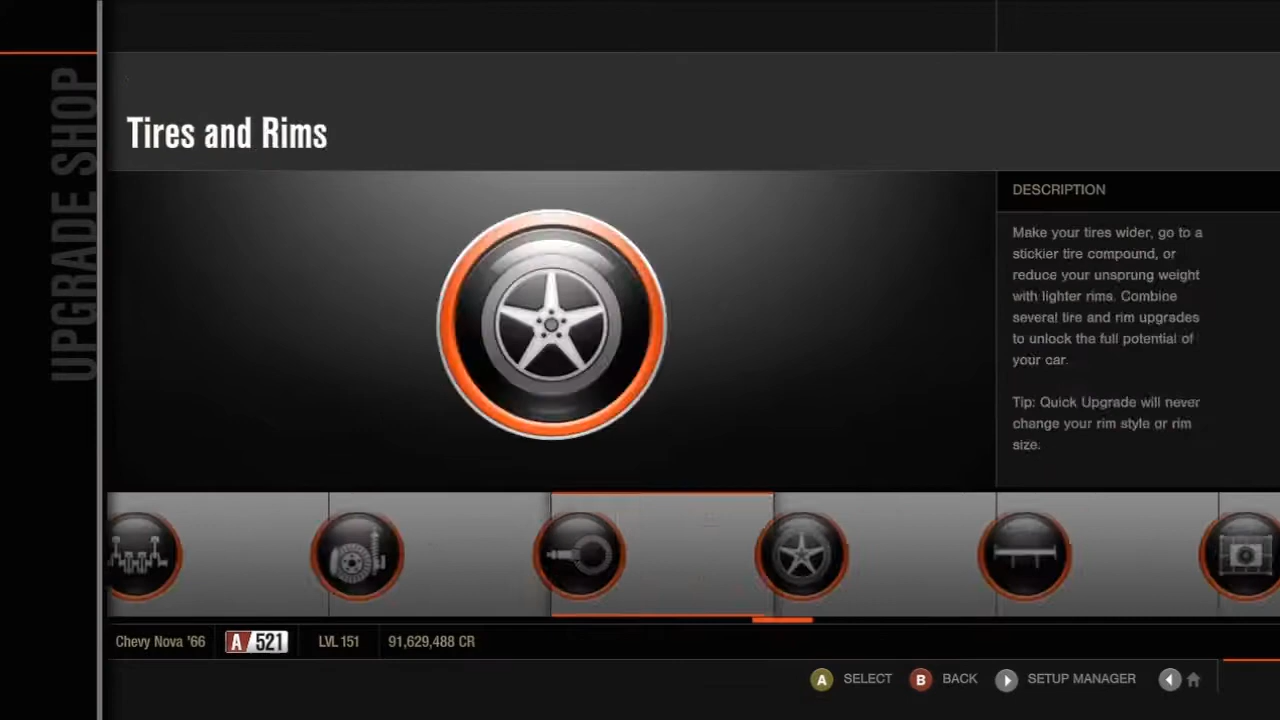 UPGRADE SHOP
Tires and Rims
DESCRIPTION
Make your tires wider, go to a
stickier tire compound, or
reduce your unsprung weight
with lighter rims. Combine
several tire and rim upgrades
to unlock the full potential of
your car.
Tip: Quick Upgrade will never
change your rim style or rim
size.
Chevy Nova '66 A 521 LVL 151 91,629,488 CR
A SELECT B BACK SETUP MANAGER